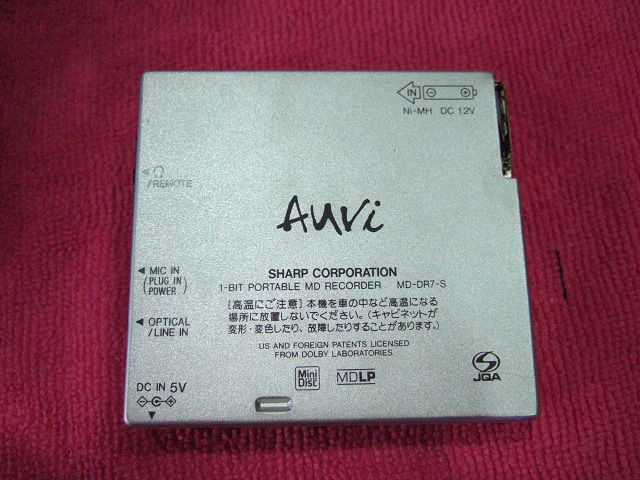 IN
Ni-MH DC 1.2V
/REMOTE
Auvi
MIC IN
(PLUG IN
POWER)
OPTICAL
/LINE IN
SHARP CORPORATION
1-BIT PORTABLE MD RECORDER MD-DR7-S
[高温にご注意] 本機を車の中など高温になる
場所に放置しないでください。(キャビネットが
変形・変色したり、故障したりすることがあります。)
US AND FOREIGN PATENTS LICENSED
FROM DOLBY LABORATORIES
DC IN 5V
Mini
Disc
MDLP
JQA